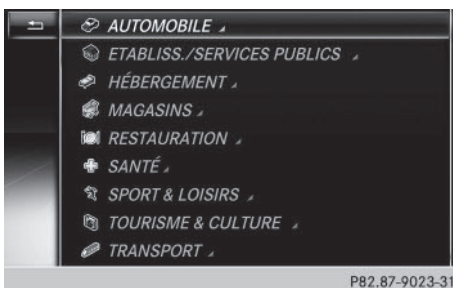 AUTOMOBILE
ETABLISS./SERVICES PUBLICS
HÉBERGEMENT
MAGASINS
RESTAURATION
SANTÉ
SPORT & LOISIRS
TOURISME & CULTURE
TRANSPORT
P82.87-9023-31